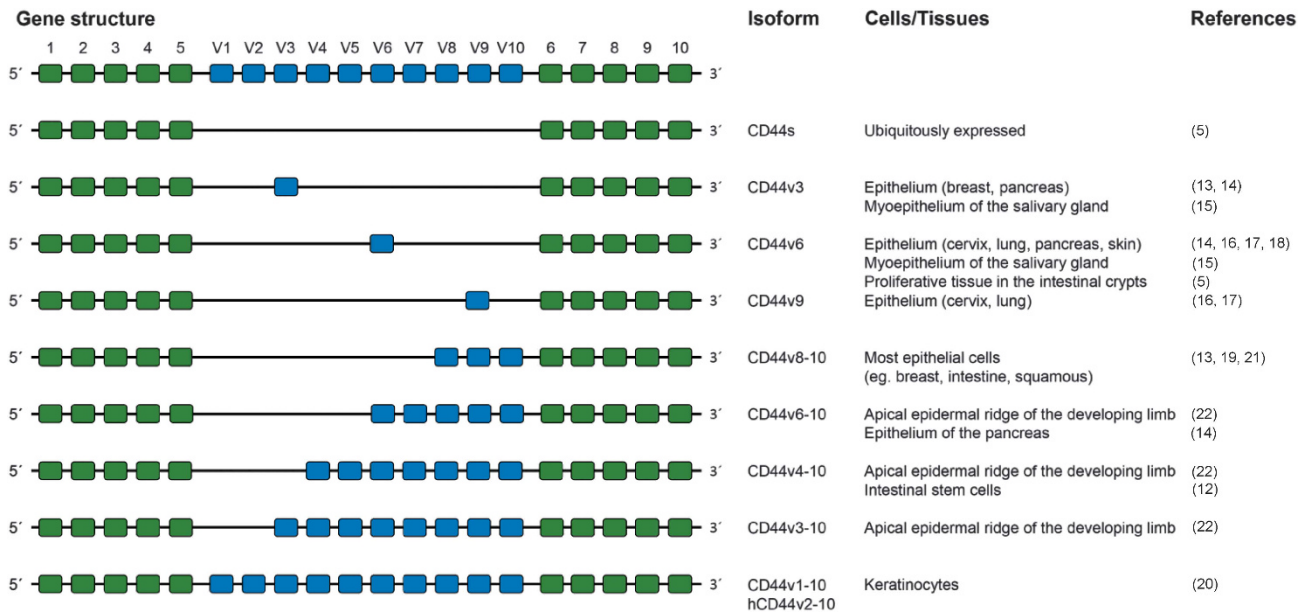 Gene structure Isoform Cells/Tissues References
1 2 3 4 5 V1 V2 V3 V4 V5 V6 V7 V8 V9 V10 6 7 8 9 10
5´ 3´
5´ 3´ CD44s Ubiquitously expressed (5)
5´ 3´ CD44v3 Epithelium (breast, pancreas) (13, 14)
Myoepithelium of the salivary gland (15)
5´ 3´ CD44v6 Epithelium (cervix, lung, pancreas, skin) (14, 16, 17, 18)
Myoepithelium of the salivary gland (15)
Proliferative tissue in the intestinal crypts (5)
5´ 3´ CD44v9 Epithelium (cervix, lung) (16, 17)
5´ 3´ CD44v8-10 Most epithelial cells (13, 19, 21)
(eg. breast, intestine, squamous)
5´ 3´ CD44v6-10 Apical epidermal ridge of the developing limb (22)
Epithelium of the pancreas (14)
5´ 3´ CD44v4-10 Apical epidermal ridge of the developing limb (22)
Intestinal stem cells (12)
5´ 3´ CD44v3-10 Apical epidermal ridge of the developing limb (22)
5´ 3´ CD44v1-10 Keratinocytes (20)
hCD44v2-10